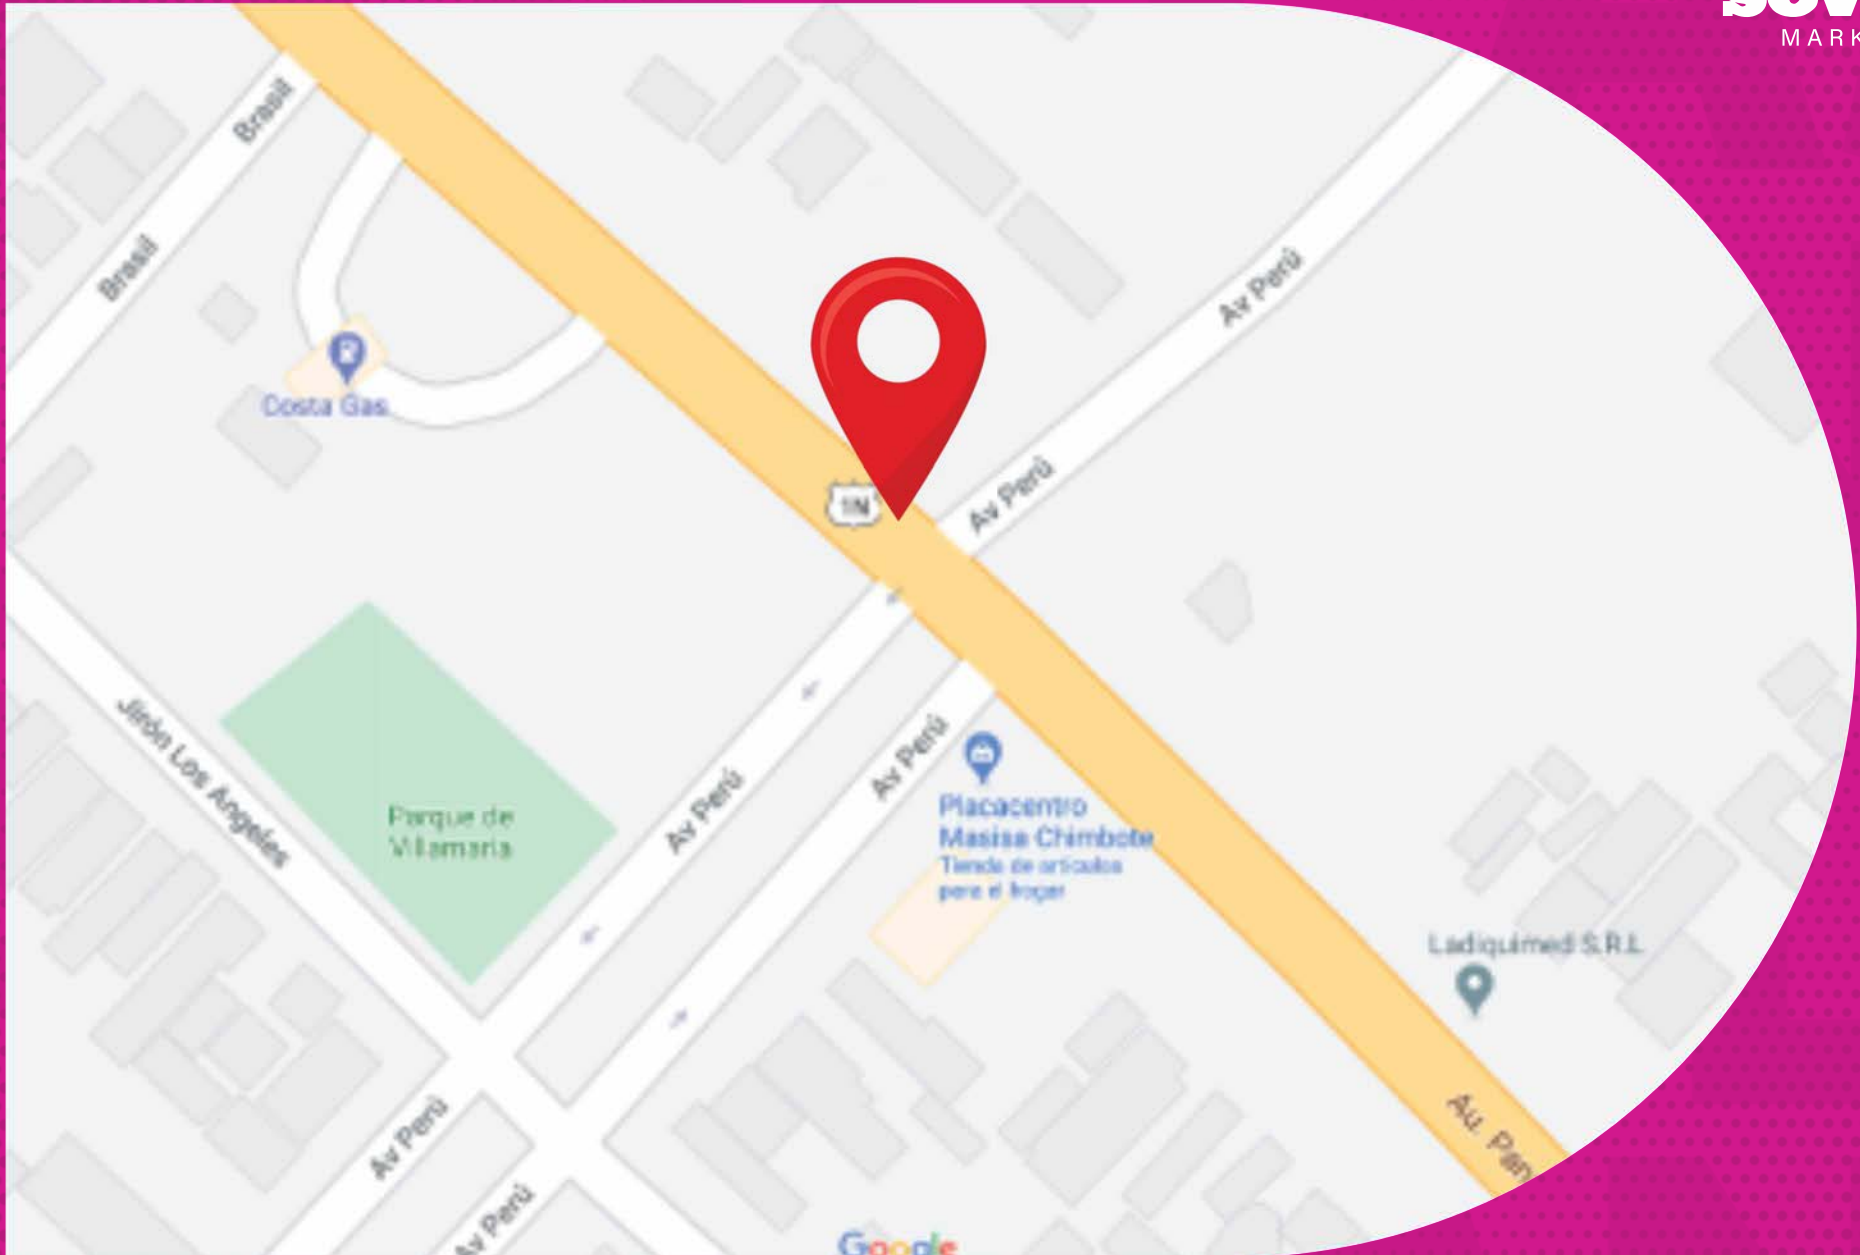 MARK
Brasil
Brasil
Costa Gas
1N
Av Perú
Av Perú
Jirón Los Angeles
Parque de
Villamaría
Av Perú
Av Perú
Placacentro
Masisa Chimbote
Tienda de artículos
para el hogar
Ladiquimed S.R.L
Av Perú
Av Perú
Au. Pan
Google